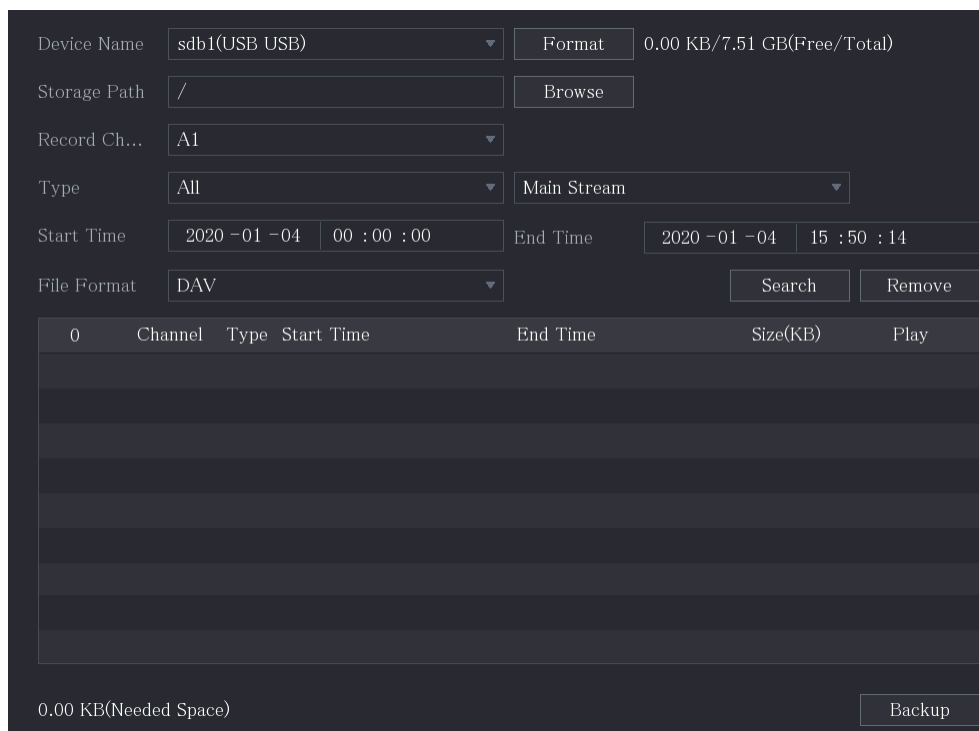 Device Name sdb1(USB USB) Format 0.00 KB/7.51 GB(Free/Total)
Storage Path / Browse
Record Ch... A1
Type All Main Stream
Start Time 2020 -01 -04 00 :00 :00 End Time 2020 -01 -04 15 :50 :14
File Format DAV Search Remove
0 Channel Type Start Time End Time Size(KB) Play
0.00 KB(Needed Space) Backup